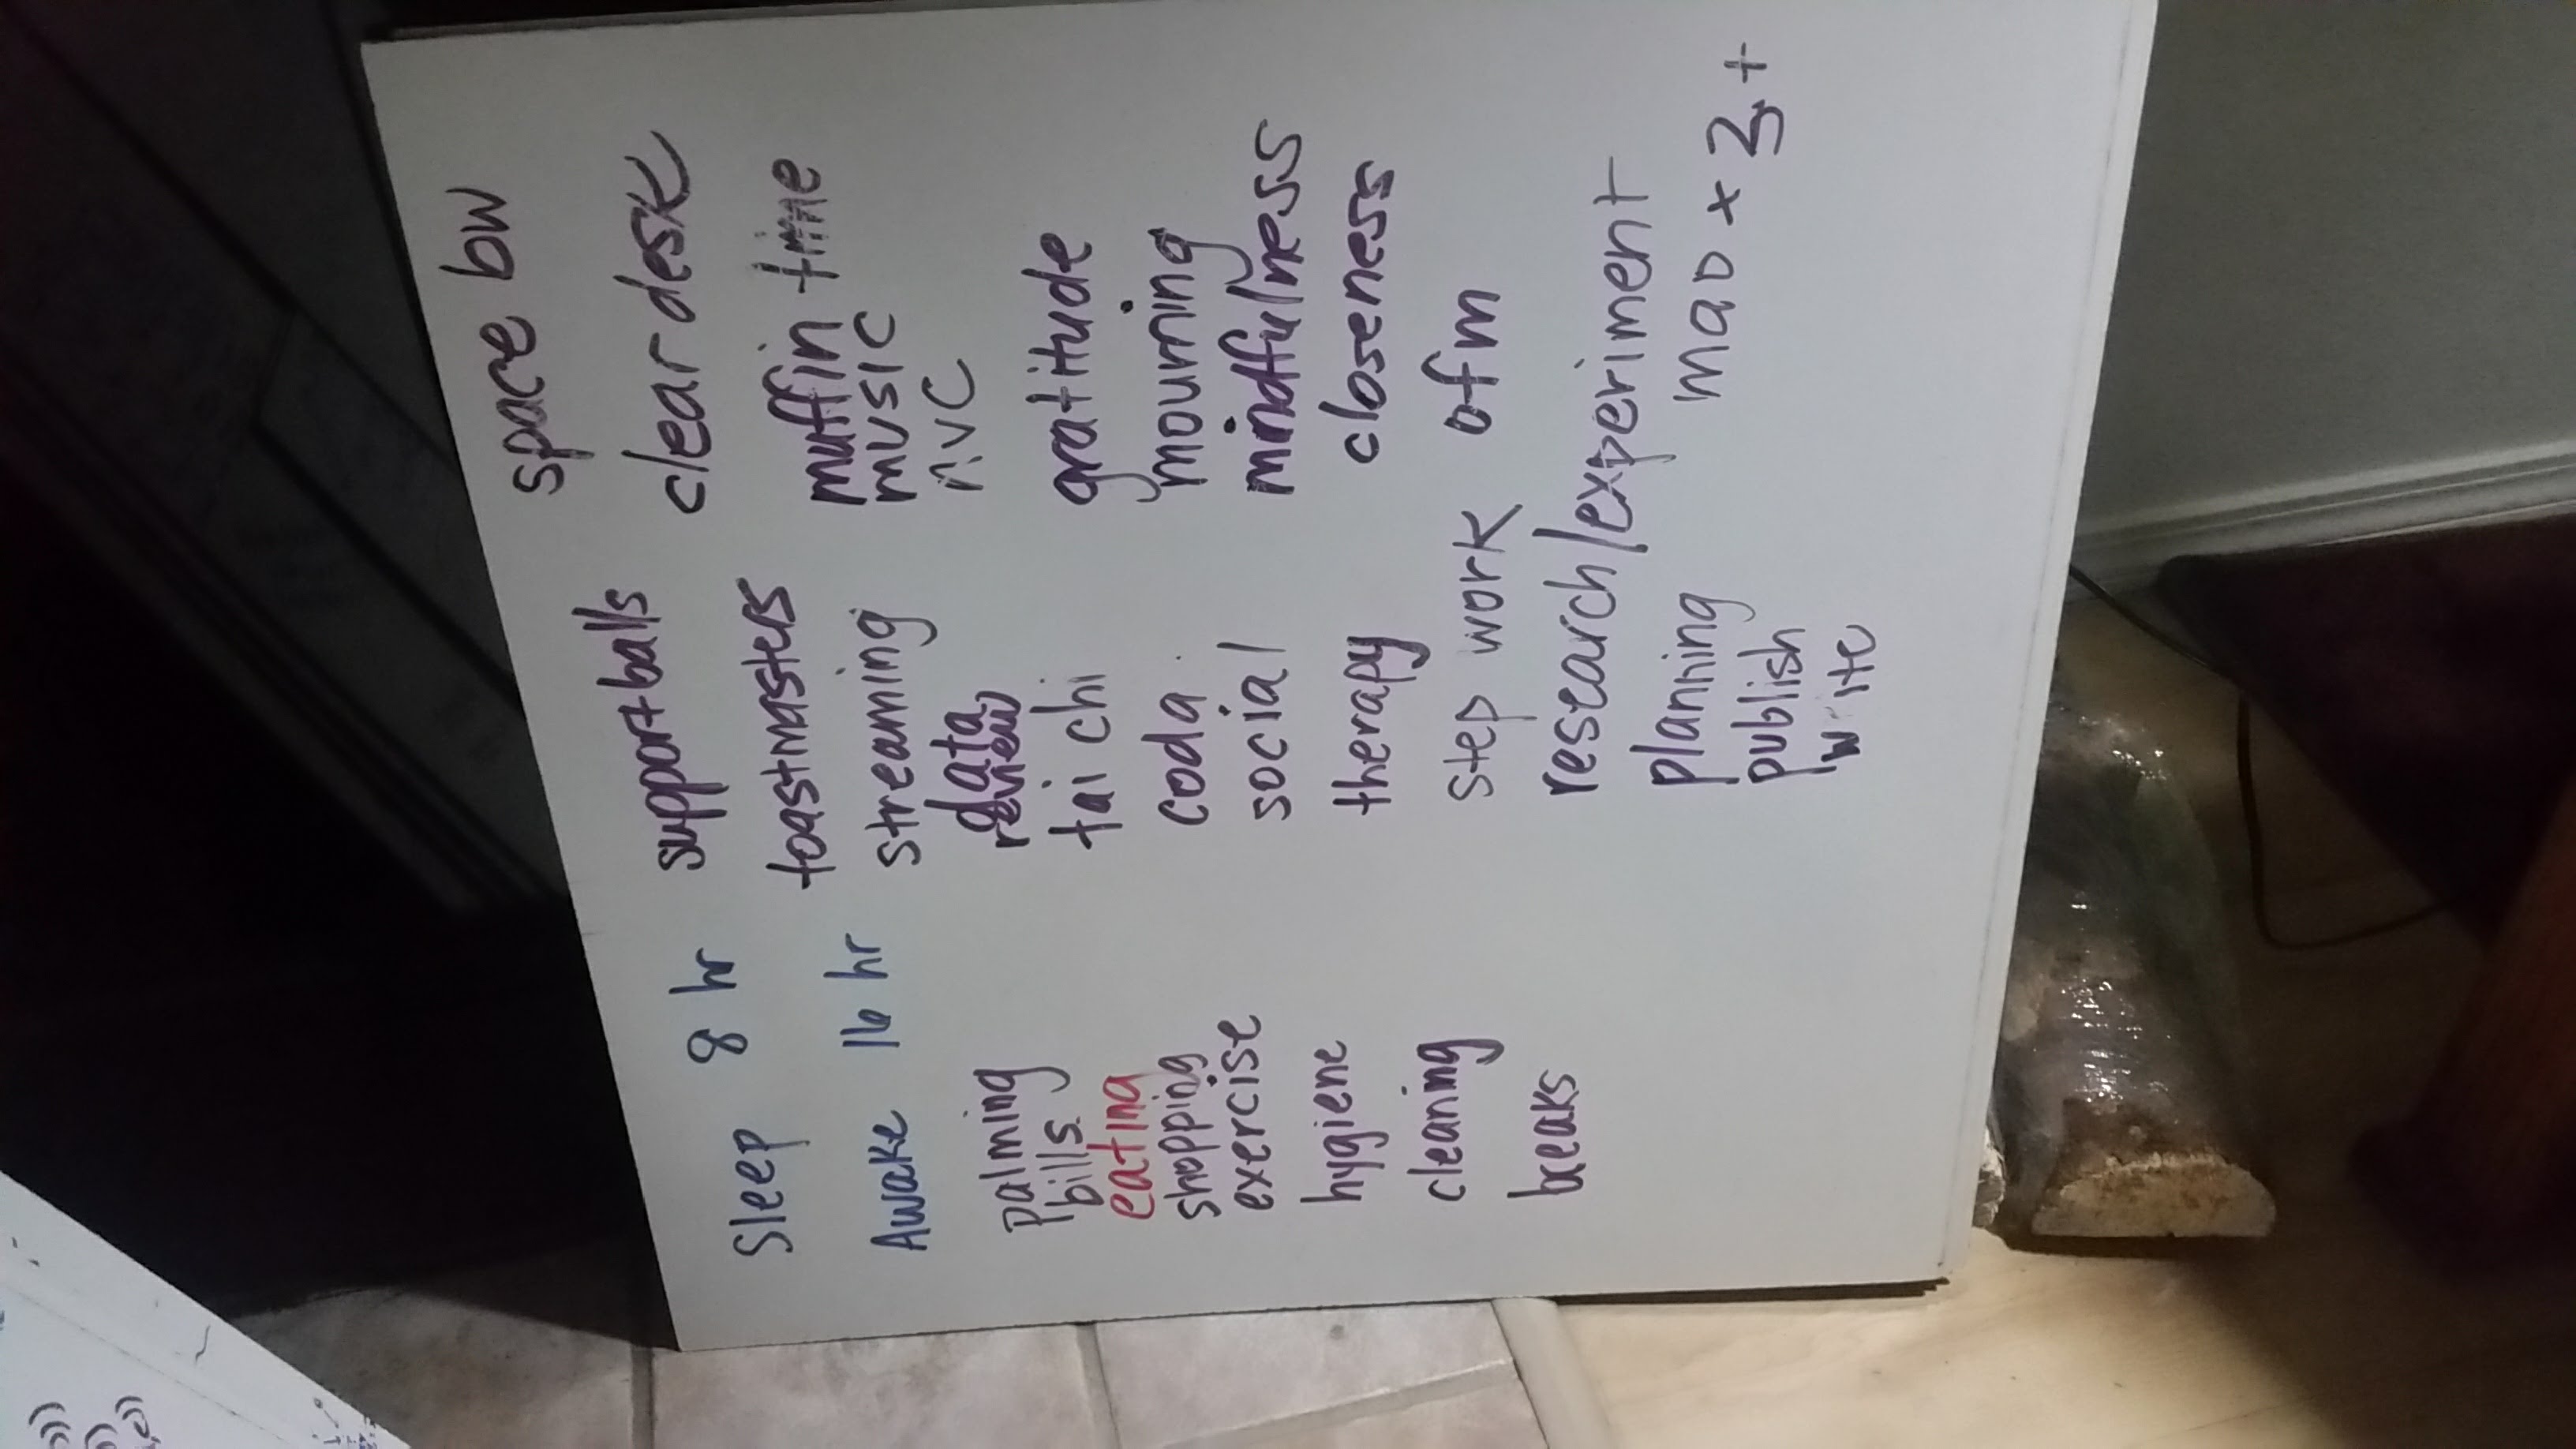 Sleep 8 hr
Awake 16 hr
palming
bills
eating
shopping
exercise
hygiene
cleaning
breaks
support balls
toastmasters
streaming
data
review
tai chi
coda
social
therapy
step work
research/experiment
planning
publish
write
space bw
clear desk
muffin time
music
nvc
gratitude
mourning
mindfulness
closeness
ofm
x 3+